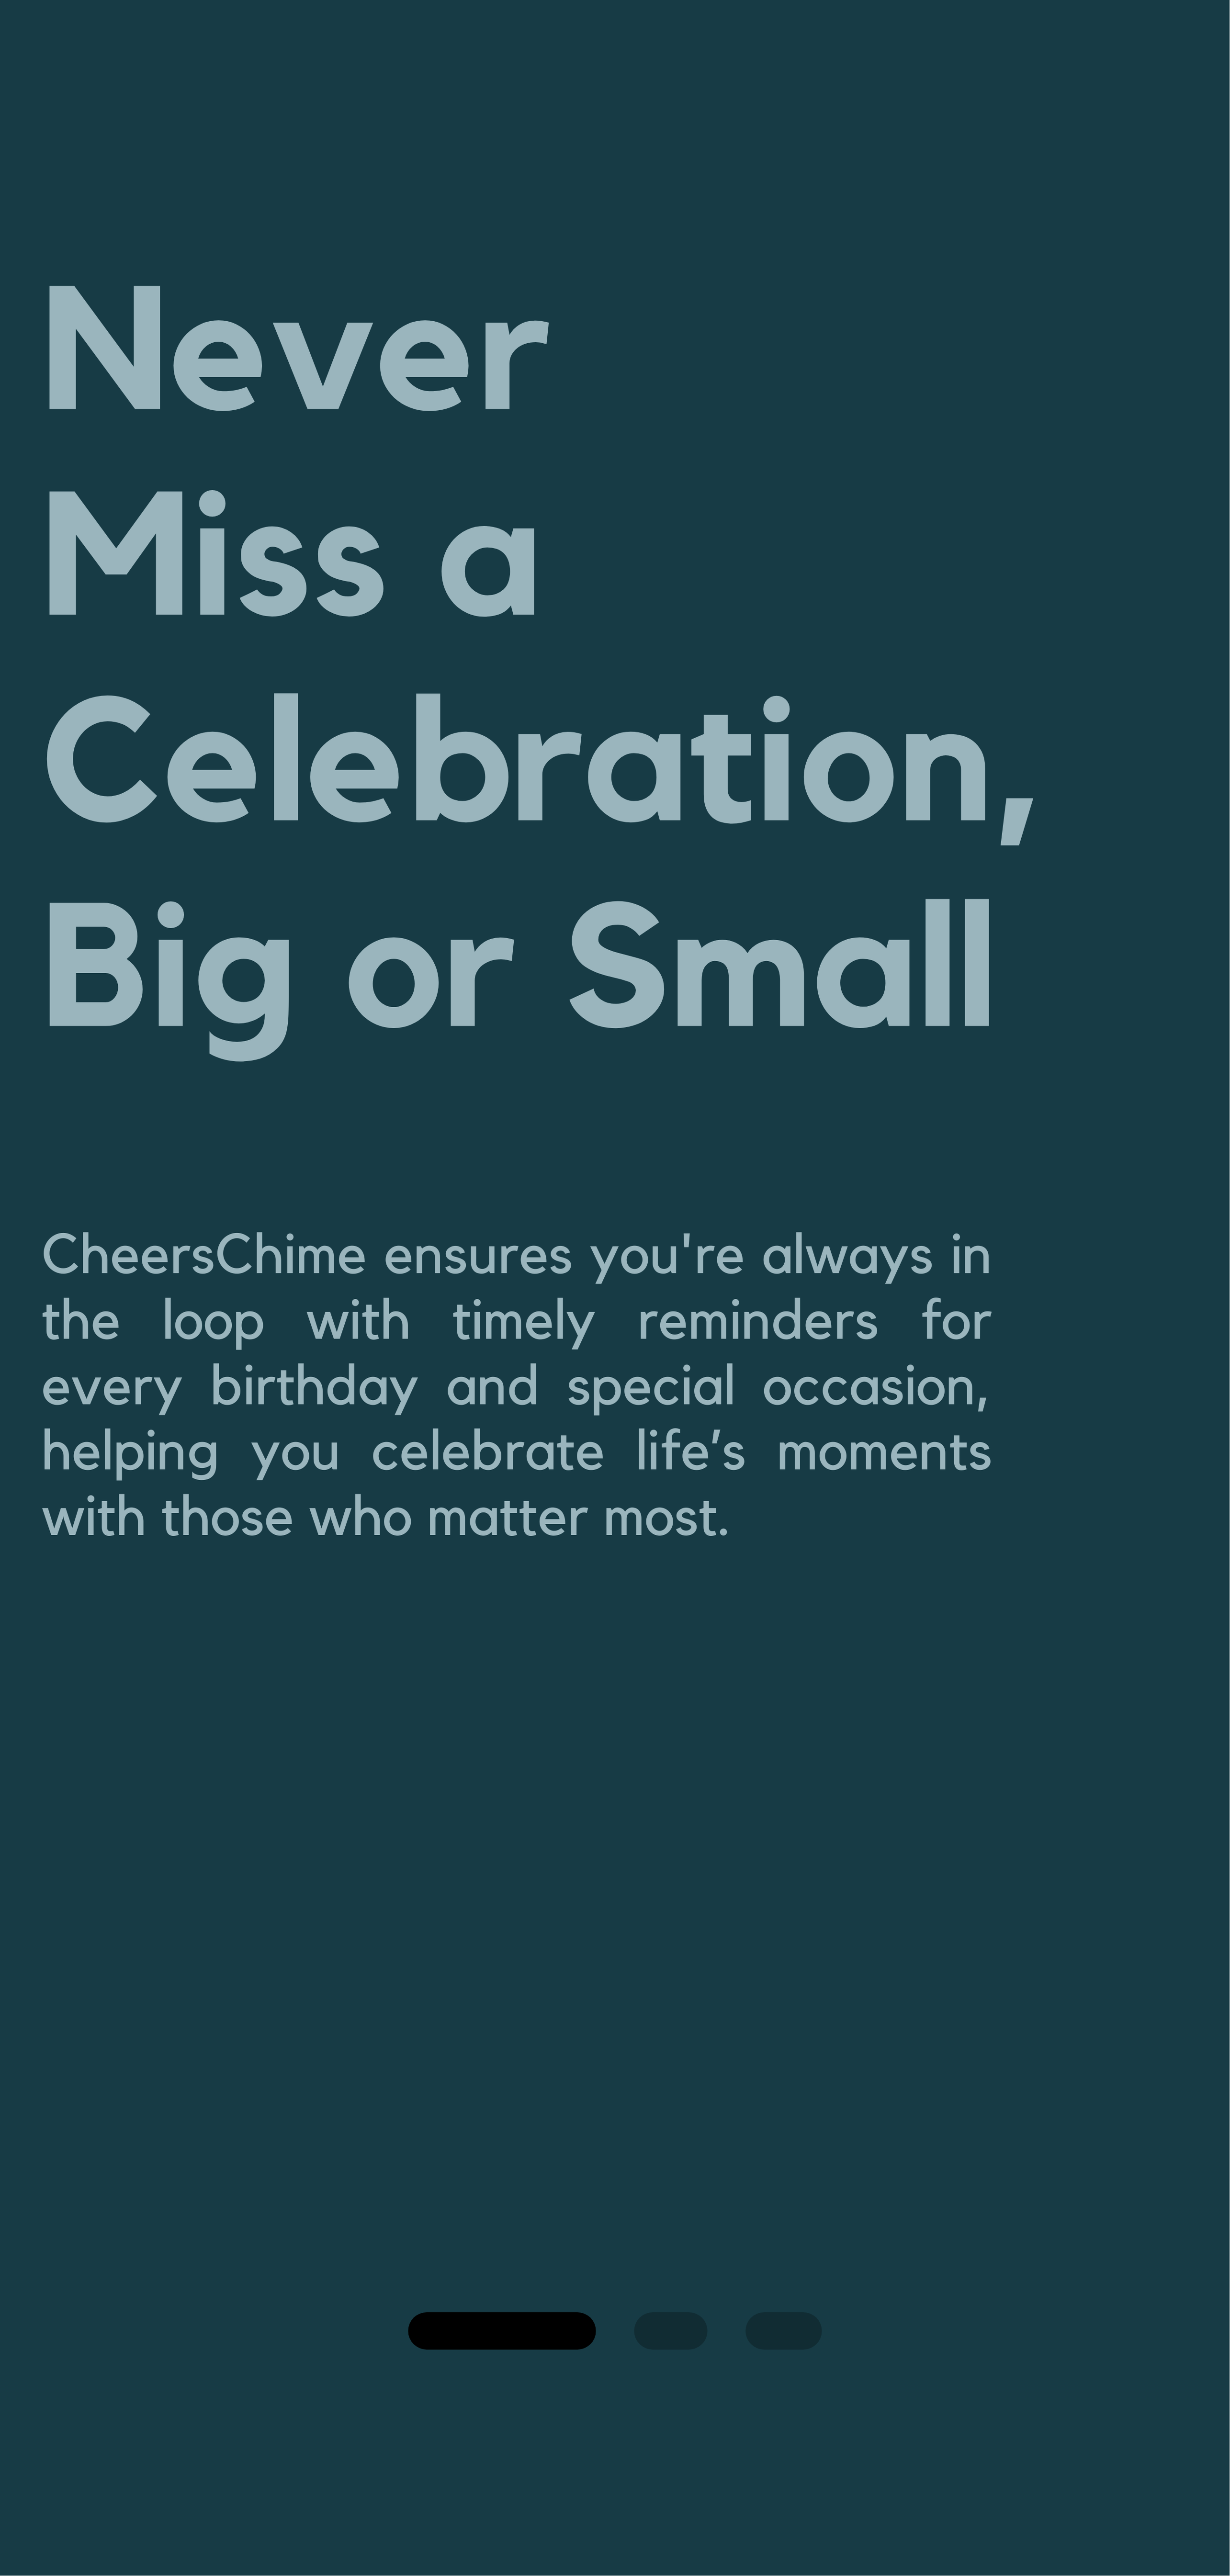 Never
Miss a
Celebration,
Big or Small
CheersChime ensures you're always in
the loop with timely reminders for
every birthday and special occasion,
helping you celebrate life’s moments
with those who matter most.